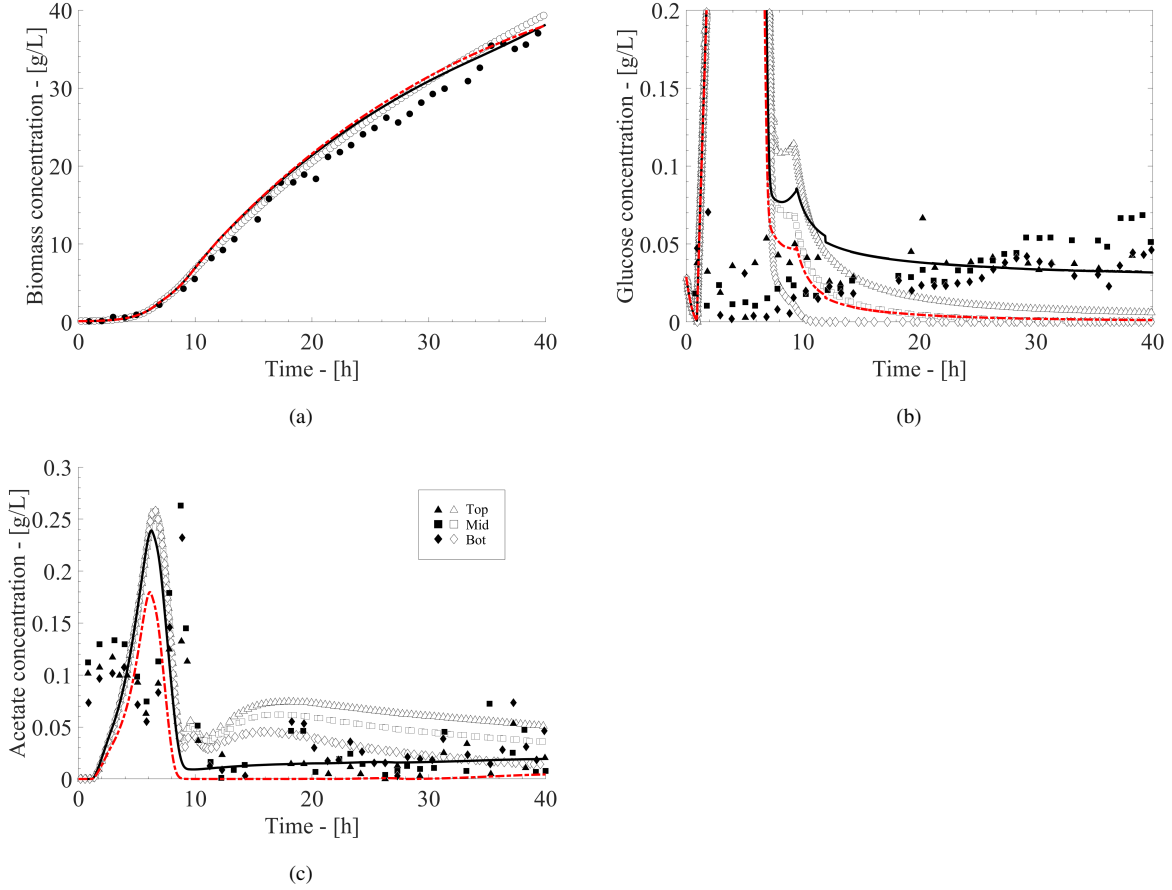 40
30
20
10
0
Biomass concentration - [g/L]
0 10 20 30 40
Time - [h]
(a)
0.2
0.15
0.1
0.05
0
Glucose concentration - [g/L]
0 10 20 30 40
Time - [h]
(b)
0.3
0.25
0.2
0.15
0.1
0.05
0
Acetate concentration - [g/L]
Top
Mid
Bot
0 10 20 30 40
Time - [h]
(c)